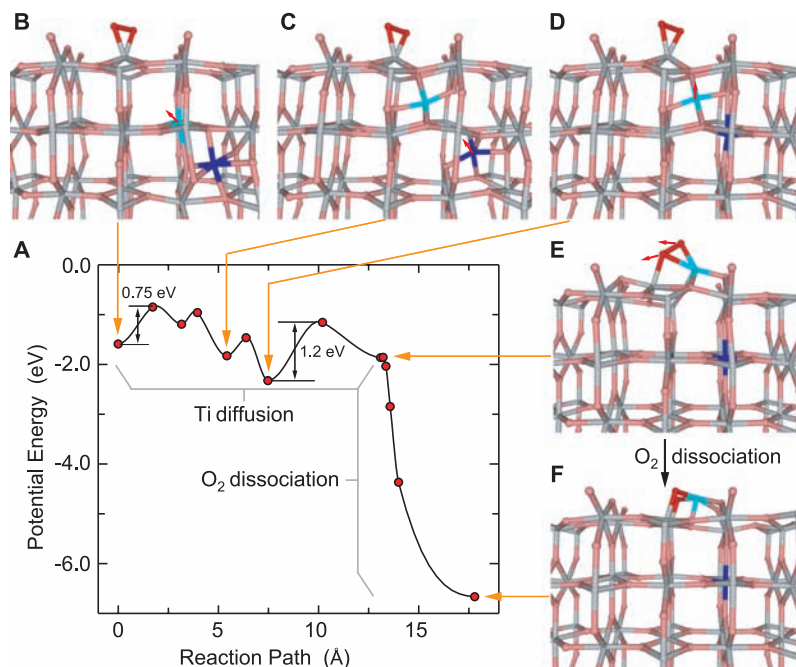 B
C
D
A
0.0
-2.0
-4.0
-6.0
Potential Energy (eV)
0.75 eV
1.2 eV
Ti diffusion
O₂ dissociation
0
5
10
15
Reaction Path (Å)
E
O₂ dissociation
F